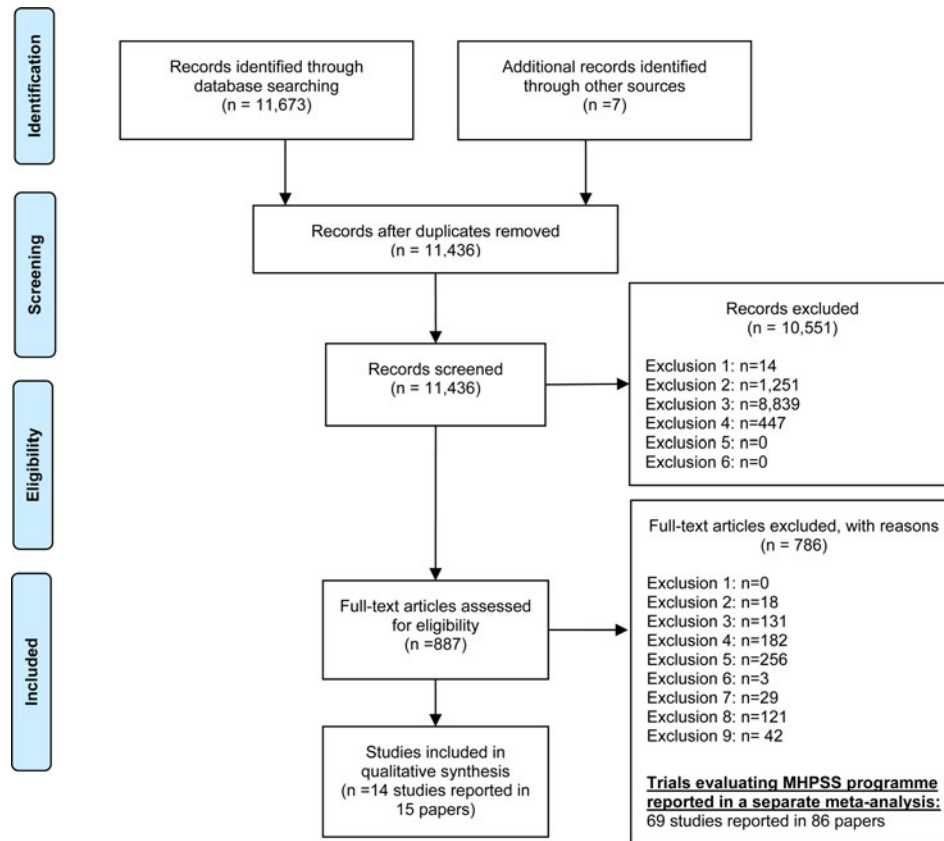 Identification
Records identified through
database searching
(n = 11,673)
Additional records identified
through other sources
(n =7)
Screening
Records after duplicates removed
(n = 11,436)
Records screened
(n = 11,436)
Records excluded
(n = 10,551)
Exclusion 1: n=14
Exclusion 2: n=1,251
Exclusion 3: n=8,839
Exclusion 4: n=447
Exclusion 5: n=0
Exclusion 6: n=0
Eligibility
Full-text articles assessed
for eligibility
(n =887)
Full-text articles excluded, with reasons
(n = 786)
Exclusion 1: n=0
Exclusion 2: n=18
Exclusion 3: n=131
Exclusion 4: n=182
Exclusion 5: n=256
Exclusion 6: n=3
Exclusion 7: n=29
Exclusion 8: n=121
Exclusion 9: n= 42
Trials evaluating MHPSS programme
reported in a separate meta-analysis:
69 studies reported in 86 papers
Included
Studies included in
qualitative synthesis
(n =14 studies reported in
15 papers)